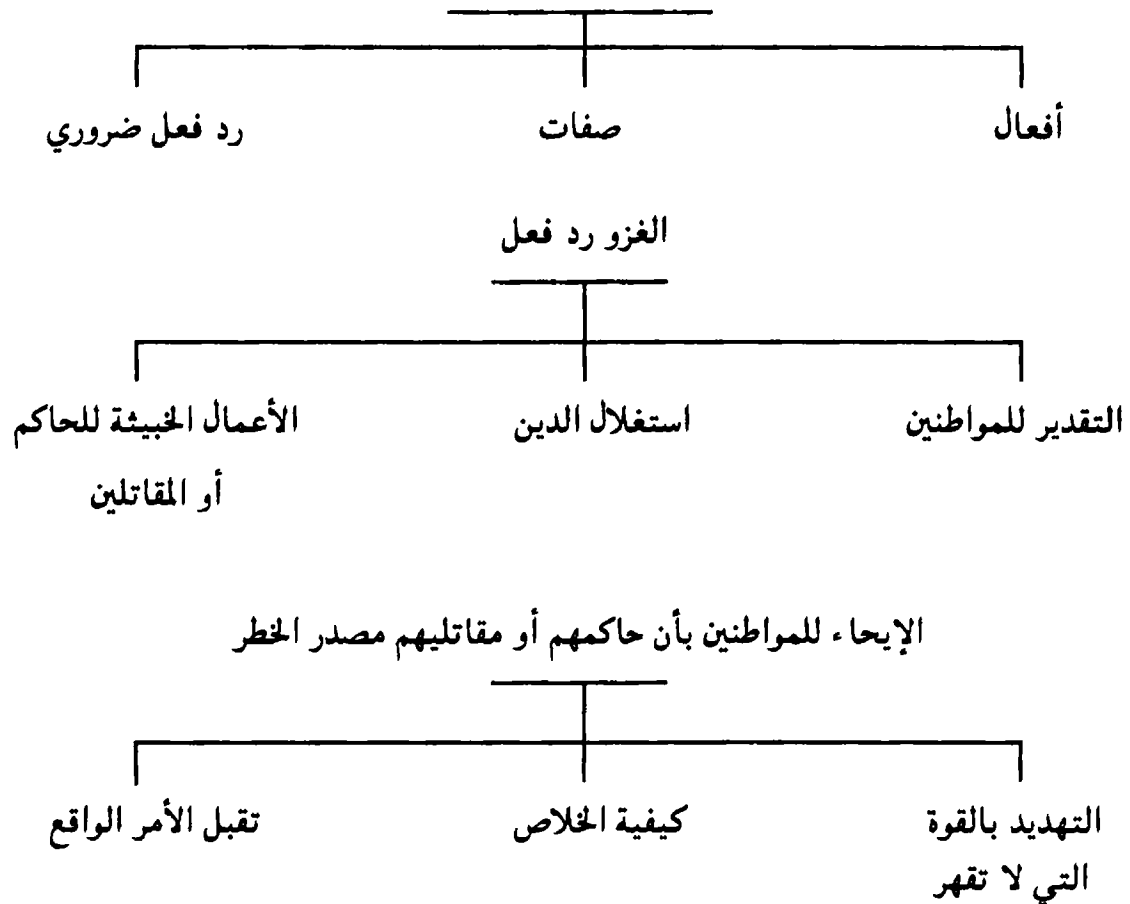 أفعال صفات رد فعل ضروري
الغزو رد فعل
التقدير للمواطنين استغلال الدين الأعمال الخبيثة للحاكم
أو المقاتلين
الإيحاء للمواطنين بأن حاكمهم أو مقاتليهم مصدر الخطر
التهديد بالقوة كيفية الخلاص تقبل الأمر الواقع
التي لا تقهر